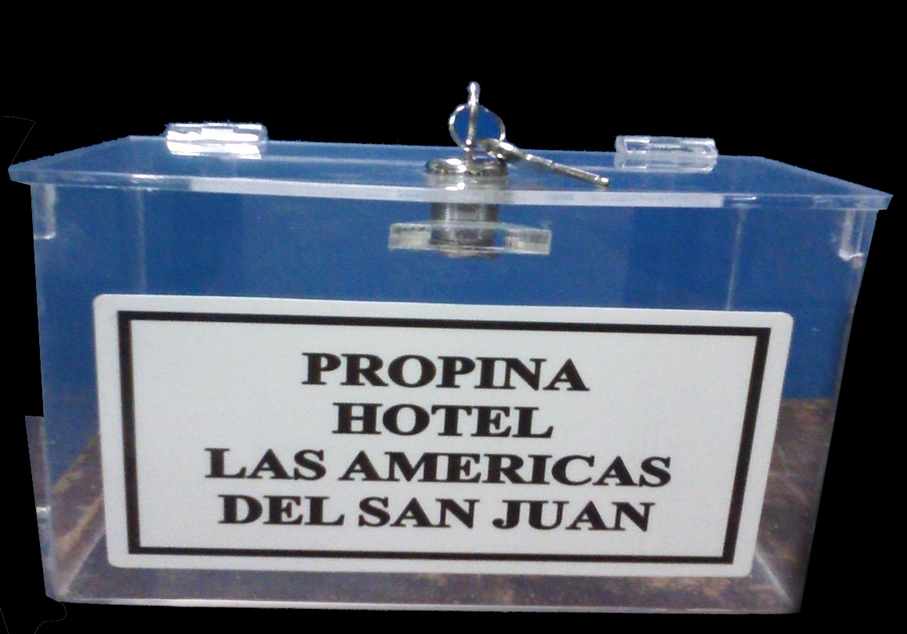 PROPINA
HOTEL
LAS AMERICAS
DEL SAN JUAN